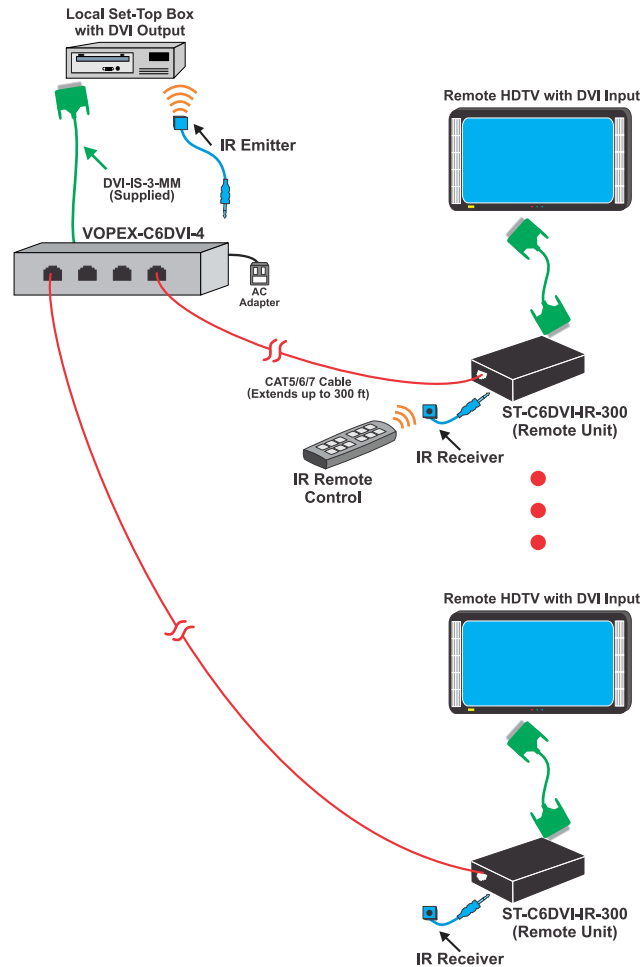 Local Set-Top Box
with DVI Output
IR Emitter
DVI-IS-3-MM
(Supplied)
VOPEX-C6DVI-4
AC
Adapter
Remote HDTV with DVI Input
CAT5/6/7 Cable
(Extends up to 300 ft)
ST-C6DVI-IR-300
(Remote Unit)
IR Receiver
IR Remote
Control
Remote HDTV with DVI Input
ST-C6DVI-IR-300
(Remote Unit)
IR Receiver